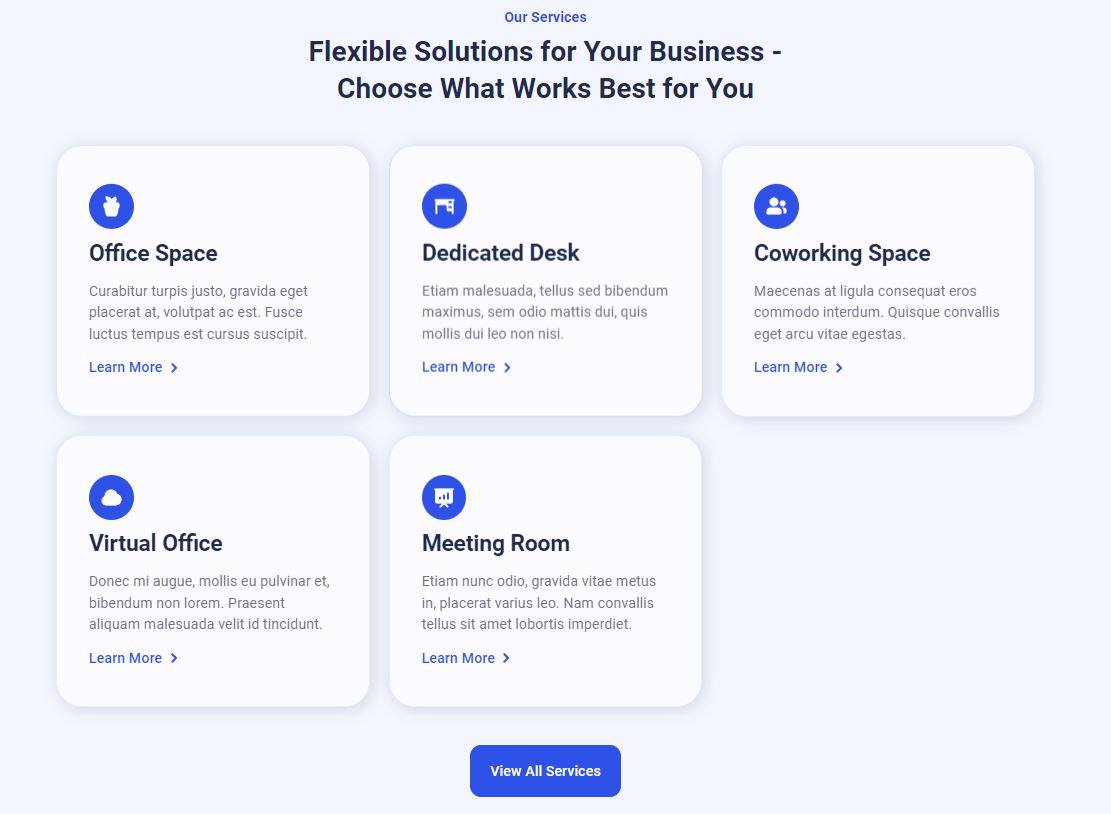 Our Services
Flexible Solutions for Your Business -
Choose What Works Best for You
Office Space
Curabitur turpis justo, gravida eget
placerat at, volutpat ac est. Fusce
luctus tempus est cursus suscipit.
Learn More
Dedicated Desk
Etiam malesuada, tellus sed bibendum
maximus, sem odio mattis dui, quis
mollis dui leo non nisi.
Learn More
Coworking Space
Maecenas at ligula consequat eros
commodo interdum. Quisque convallis
eget arcu vitae egestas.
Learn More
Virtual Office
Donec mi augue, mollis eu pulvinar et,
bibendum non lorem. Praesent
aliquam malesuada velit id tincidunt.
Learn More
Meeting Room
Etiam nunc odio, gravida vitae metus
in, placerat varius leo. Nam convallis
tellus sit amet lobortis imperdiet.
Learn More
View All Services